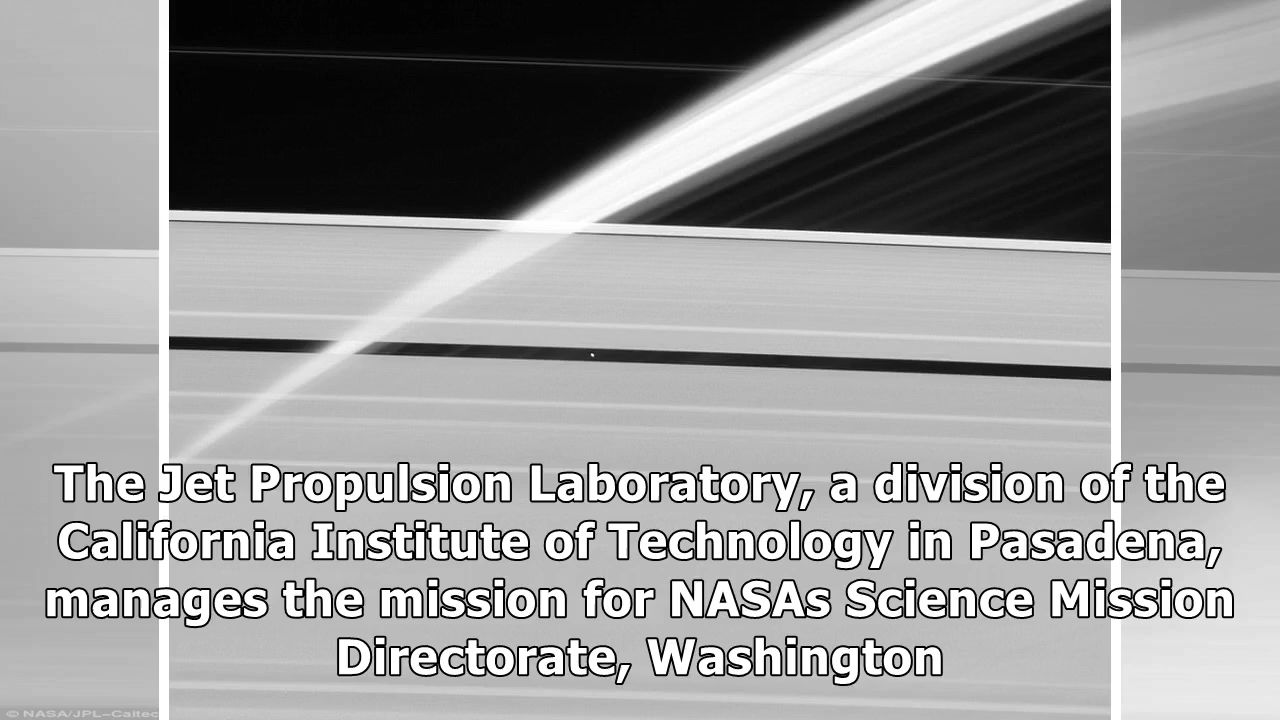 The Jet Propulsion Laboratory, a division of the
California Institute of Technology in Pasadena,
manages the mission for NASAs Science Mission
Directorate, Washington
© NASA/JPL-Caltec